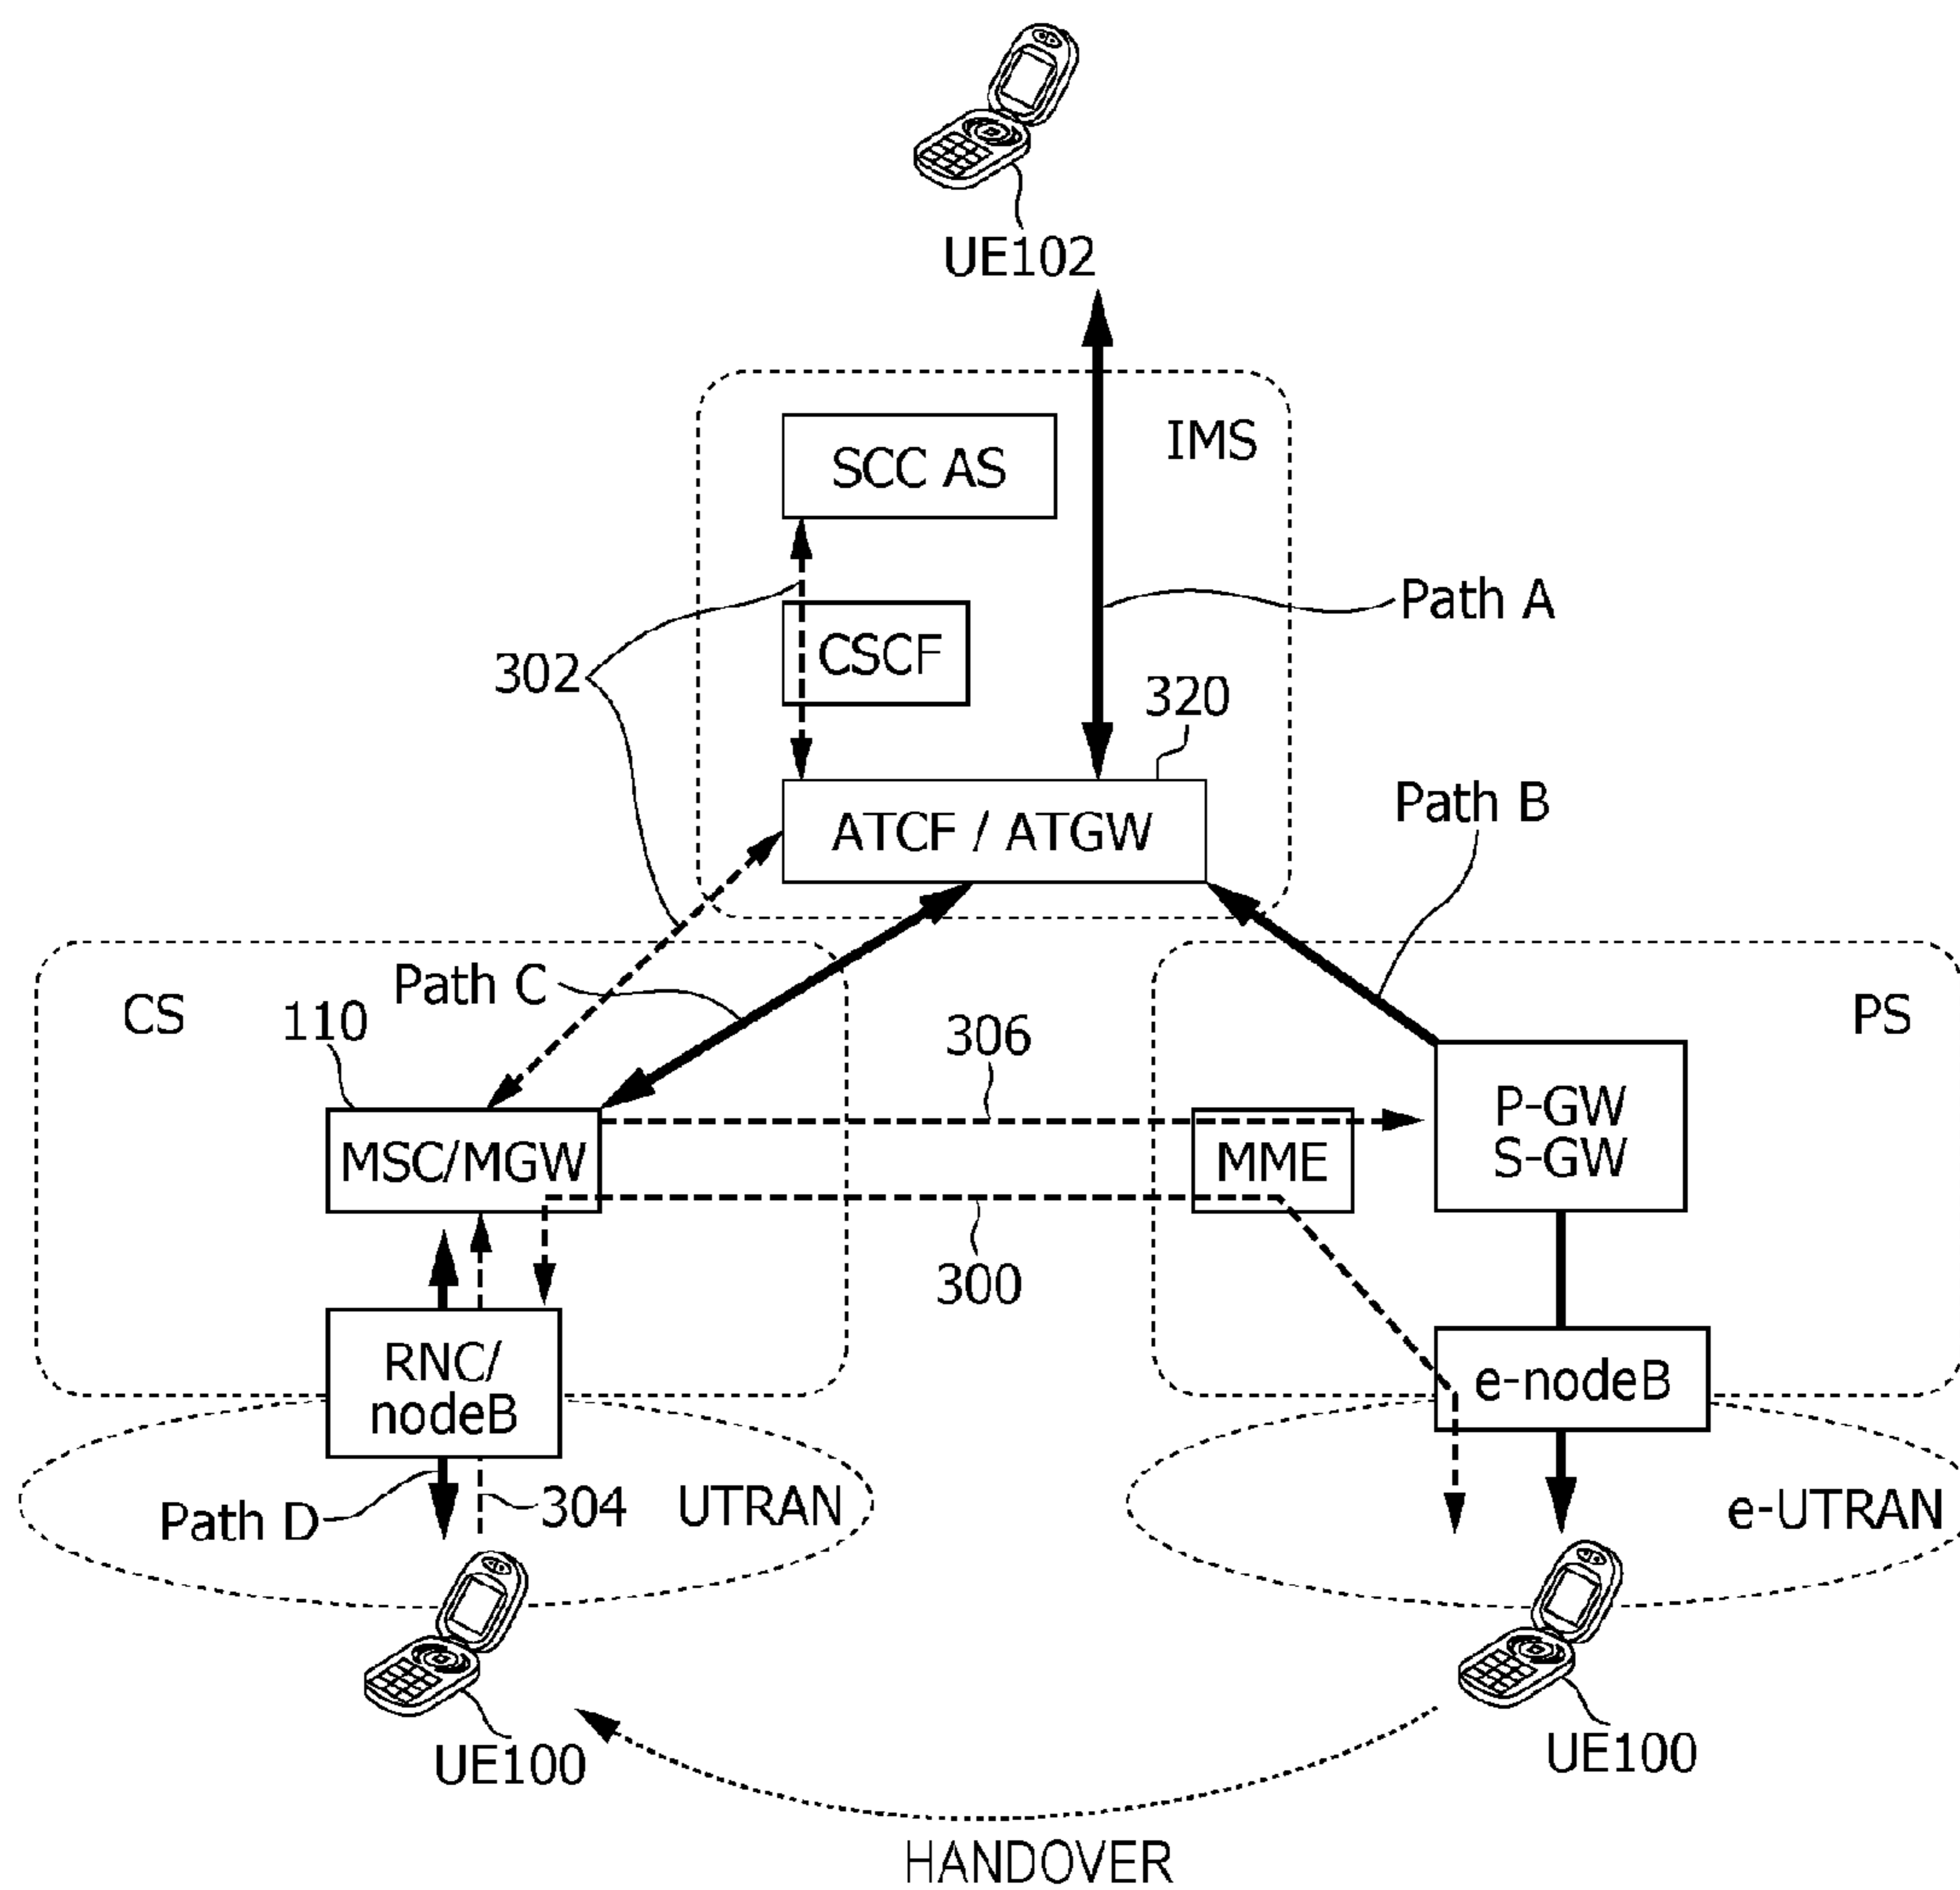 UE102
SCC AS
IMS
Path A
CSCF
302
320
ATCF / ATGW
Path B
Path C
CS
110
306
PS
MSC/MGW
MME
P-GW
S-GW
300
RNC/
nodeB
e-nodeB
Path D
304
UTRAN
e-UTRAN
UE100
UE100
HANDOVER